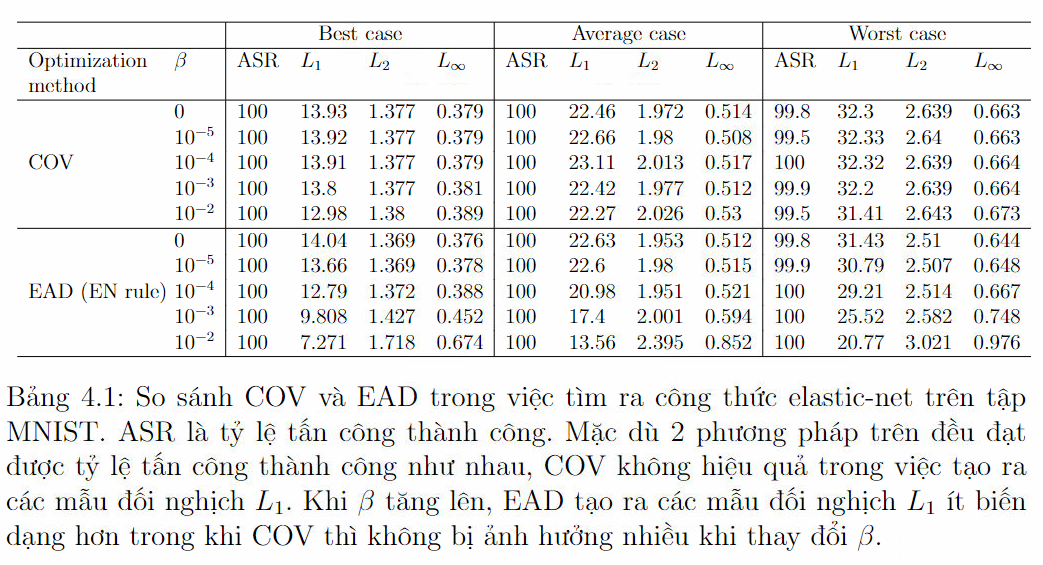 Best case Average case Worst case
Optimization method β ASR L₁ L₂ L∞ ASR L₁ L₂ L∞ ASR L₁ L₂ L∞
0 100 13.93 1.377 0.379 100 22.46 1.972 0.514 99.8 32.3 2.639 0.663
10⁻⁵ 100 13.92 1.377 0.379 100 22.66 1.98 0.508 99.5 32.33 2.64 0.663
COV 10⁻⁴ 100 13.91 1.377 0.379 100 23.11 2.013 0.517 100 32.32 2.639 0.664
10⁻³ 100 13.8 1.377 0.381 100 22.42 1.977 0.512 99.9 32.2 2.639 0.664
10⁻² 100 12.98 1.38 0.389 100 22.27 2.026 0.53 99.5 31.41 2.643 0.673
0 100 14.04 1.369 0.376 100 22.63 1.953 0.512 99.8 31.43 2.51 0.644
10⁻⁵ 100 13.66 1.369 0.378 100 22.6 1.98 0.515 99.9 30.79 2.507 0.648
EAD (EN rule) 10⁻⁴ 100 12.79 1.372 0.388 100 20.98 1.951 0.521 100 29.21 2.514 0.667
10⁻³ 100 9.808 1.427 0.452 100 17.4 2.001 0.594 100 25.52 2.582 0.748
10⁻² 100 7.271 1.718 0.674 100 13.56 2.395 0.852 100 20.77 3.021 0.976
Bảng 4.1: So sánh COV và EAD trong việc tìm ra công thức elastic-net trên tập
MNIST. ASR là tỷ lệ tấn công thành công. Mặc dù 2 phương pháp trên đều đạt
được tỷ lệ tấn công thành công như nhau, COV không hiệu quả trong việc tạo ra
các mẫu đối nghịch L₁. Khi β tăng lên, EAD tạo ra các mẫu đối nghịch L₁ ít biến
dạng hơn trong khi COV thì không bị ảnh hưởng nhiều khi thay đổi β.